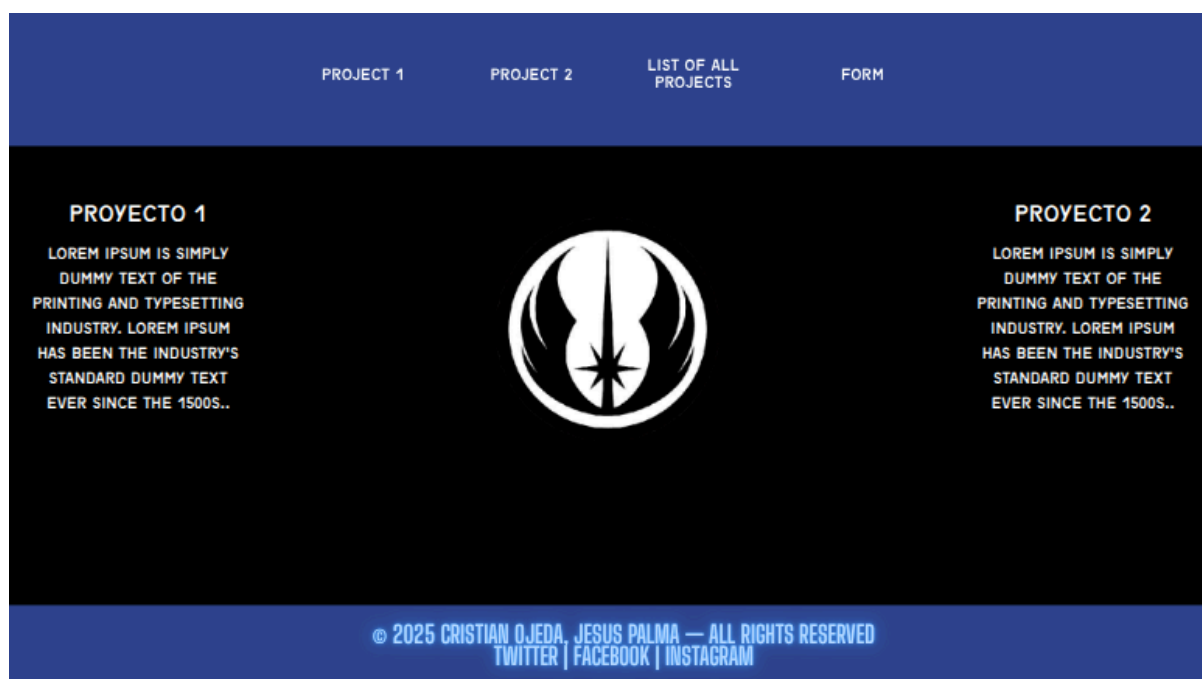 PROJECT 1
PROJECT 2
LIST OF ALL
PROJECTS
FORM
PROYECTO 1
LOREM IPSUM IS SIMPLY
DUMMY TEXT OF THE
PRINTING AND TYPESETTING
INDUSTRY. LOREM IPSUM
HAS BEEN THE INDUSTRY'S
STANDARD DUMMY TEXT
EVER SINCE THE 1500S..
PROYECTO 2
LOREM IPSUM IS SIMPLY
DUMMY TEXT OF THE
PRINTING AND TYPESETTING
INDUSTRY. LOREM IPSUM
HAS BEEN THE INDUSTRY'S
STANDARD DUMMY TEXT
EVER SINCE THE 1500S..
© 2025 CRISTIAN OJEDA, JESUS PALMA — ALL RIGHTS RESERVED
TWITTER | FACEBOOK | INSTAGRAM